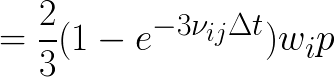 = \frac{2}{3}(1 - e^{-3\nu_{ij}\Delta t})w_i p